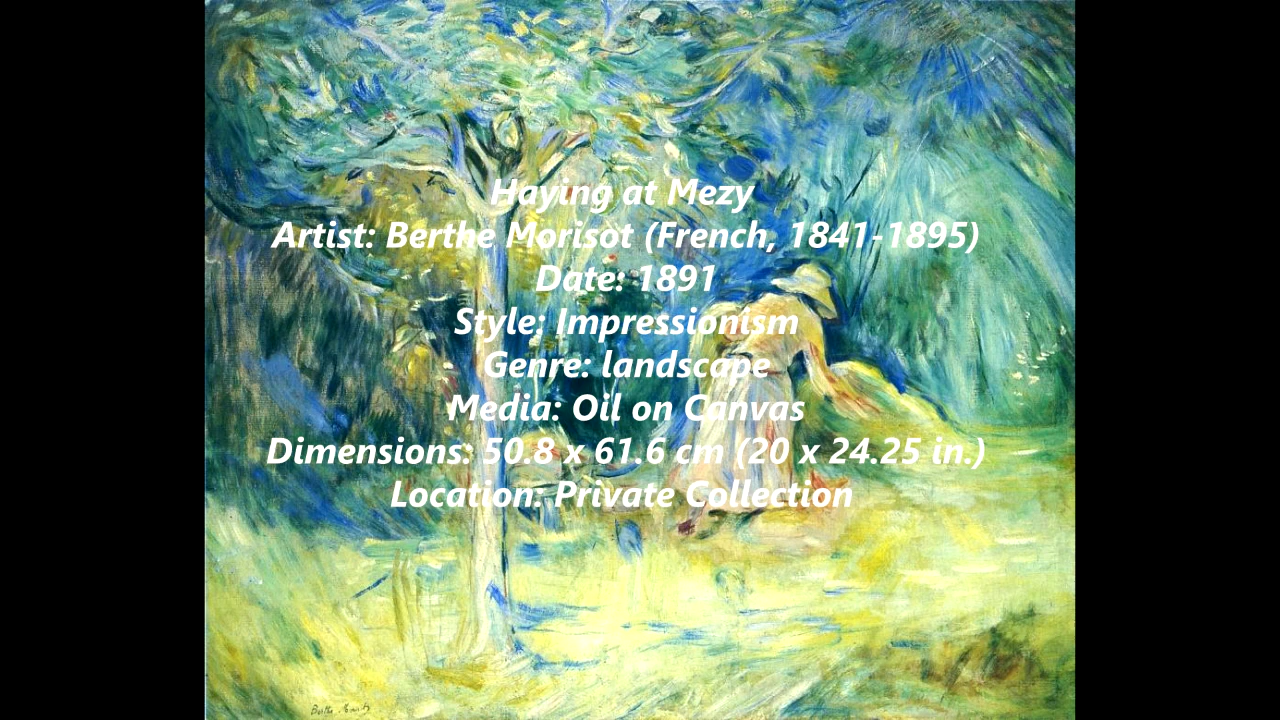 Haying at Mezy
Artist: Berthe Morisot (French, 1841-1895)
Date: 1891
Style: Impressionism
Genre: landscape
Media: Oil on Canvas
Dimensions: 50.8 x 61.6 cm (20 x 24.25 in.)
Location: Private Collection